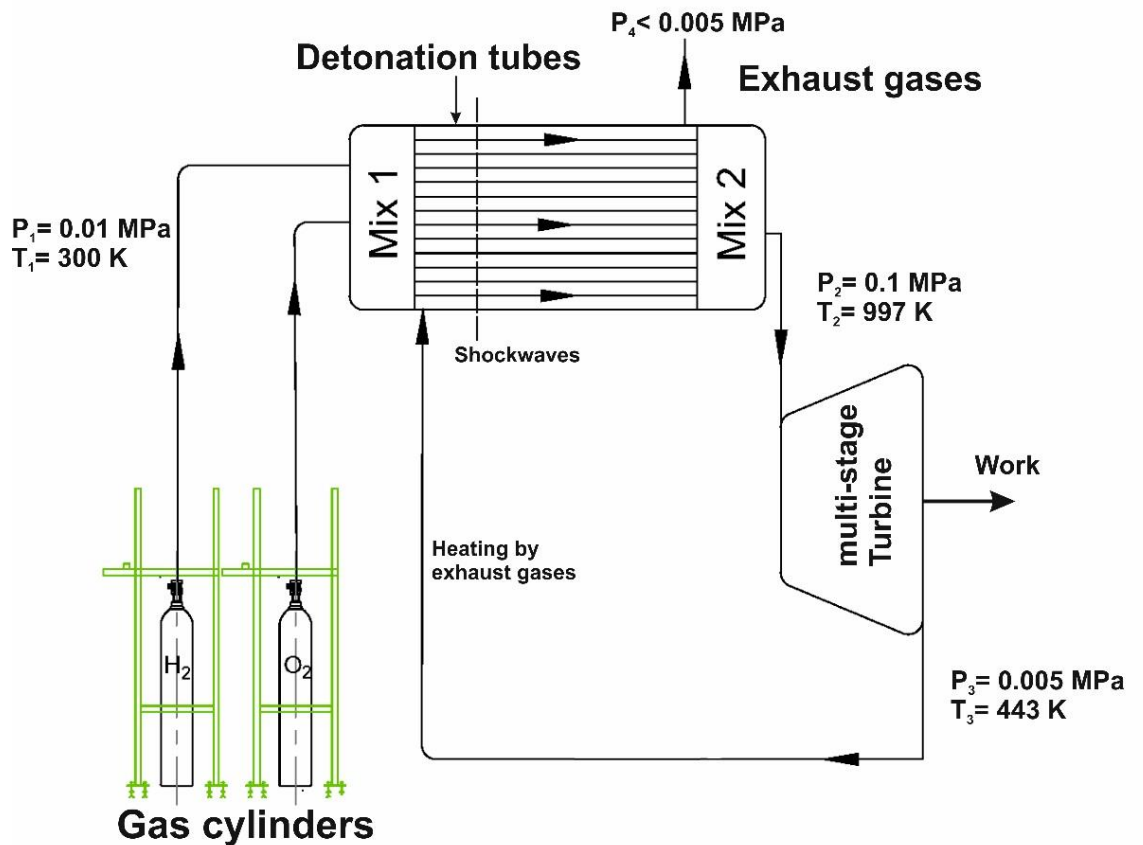 P₄< 0.005 MPa
Detonation tubes
Exhaust gases
Mix 1
Mix 2
P₁= 0.01 MPa
T₁= 300 K
P₂= 0.1 MPa
T₂= 997 K
Shockwaves
multi-stage
Turbine
Work
Heating by
exhaust gases
H₂
O₂
P₃= 0.005 MPa
T₃= 443 K
Gas cylinders